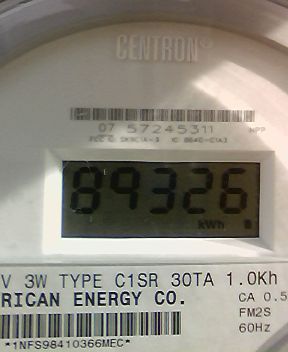 CENTRON®
07 57245311
89326
kWh
V 3W TYPE C1SR 30TA 1.0Kh
RICAN ENERGY CO.
CA 0.5
FM2S
60Hz
*1NFS98410366MEC*